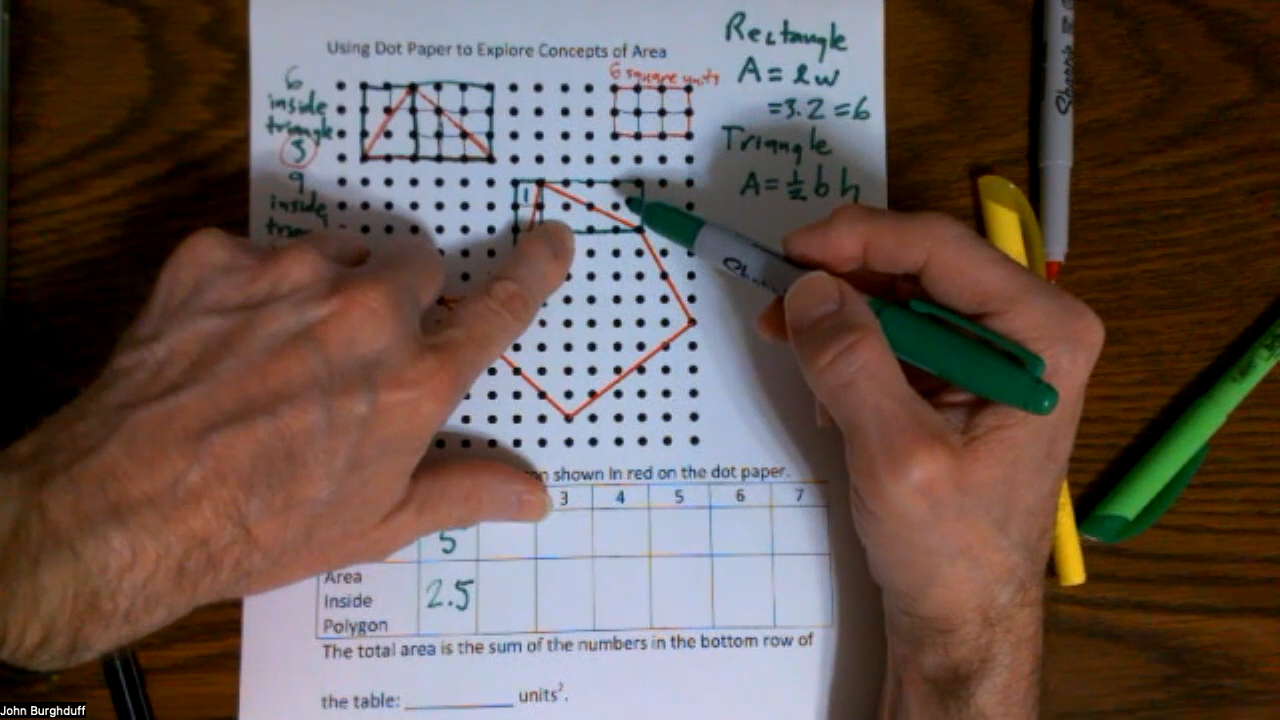 Using Dot Paper to Explore Concepts of Area
Rectangle
A = lw
= 3·2 = 6
Triangle
A = ½ b h
6 square units
6
inside
triangle
3
9
inside
1
shown in red on the dot paper.
3 4 5 6 7
5
Area
Inside
Polygon
2.5
The total area is the sum of the numbers in the bottom row of
the table: __________ units².
Sharpie
John Burghduff